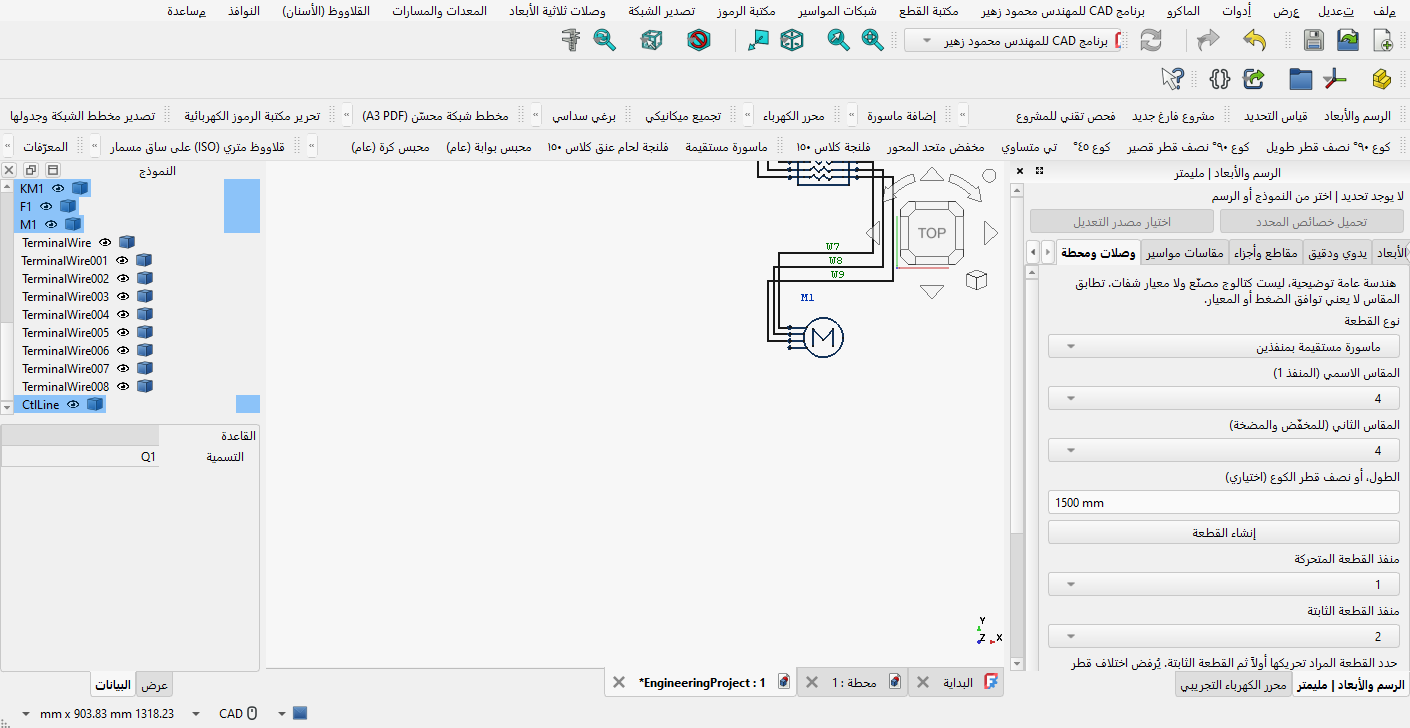 ملف تعديل عرض أدوات الماكرو برنامج CAD للمهندس محمود زهير مكتبة القطع شبكات المواسير مكتبة الرموز تصدير الشبكة وصلات ثلاثية الأبعاد المعدات والمسارات القلاووظ (الأسنان) النوافذ مساعدة
برنامج CAD للمهندس محمود زهير
الرسم والأبعاد قياس التحديد مشروع فارغ جديد فحص تقني للمشروع « إضافة ماسورة « محرر الكهرباء « تجميع ميكانيكي برغي سداسي « مخطط شبكة محسّن (A3 PDF) « تحرير مكتبة الرموز الكهربائية تصدير مخطط الشبكة وجدولها
كوع ٩٠° نصف قطر طويل كوع ٩٠° نصف قطر قصير كوع ٤٥° تي متساوي مخفض متحد المحور فلنجة كلاس ١٥٠ ماسورة مستقيمة فلنجة لحام عنق كلاس ١٥٠ محبس بوابة (عام) محبس كرة (عام) « قلاووظ متري (ISO) على ساق مسمار « المعرّفات «
النموذج
KM1
F1
M1
TerminalWire
TerminalWire001
TerminalWire002
TerminalWire003
TerminalWire004
TerminalWire005
TerminalWire006
TerminalWire007
TerminalWire008
CtlLine
القاعدة
التسمية Q1
عرض البيانات
W7
W8
W9
M1
M
TOP
Y
Z X
الرسم والأبعاد | مليمتر
لا يوجد تحديد | اختر من النموذج أو الرسم
تحميل خصائص المحدد اختيار مصدر التعديل
الأبعاد يدوي ودقيق مقاطع وأجزاء مقاسات مواسير وصلات ومحطة
هندسة عامة توضيحية، ليست كتالوج مصنّع ولا معيار شفات. تطابق
المقاس لا يعني توافق الضغط أو المعيار.
نوع القطعة
ماسورة مستقيمة بمنفذين
المقاس الاسمي (المنفذ 1)
4
المقاس الثاني (للمخفّض والمضخة)
4
الطول، أو نصف قطر الكوع (اختياري)
1500 mm
إنشاء القطعة
منفذ القطعة المتحركة
1
منفذ القطعة الثابتة
2
حدد القطعة المراد تحريكها أولاً ثم القطعة الثابتة. يُرفض اختلاف قطر
الرسم والأبعاد | مليمتر محرر الكهرباء التجريبي
البداية محطة : 1 EngineeringProject : 1*
1318.23 mm x 903.83 mm CAD